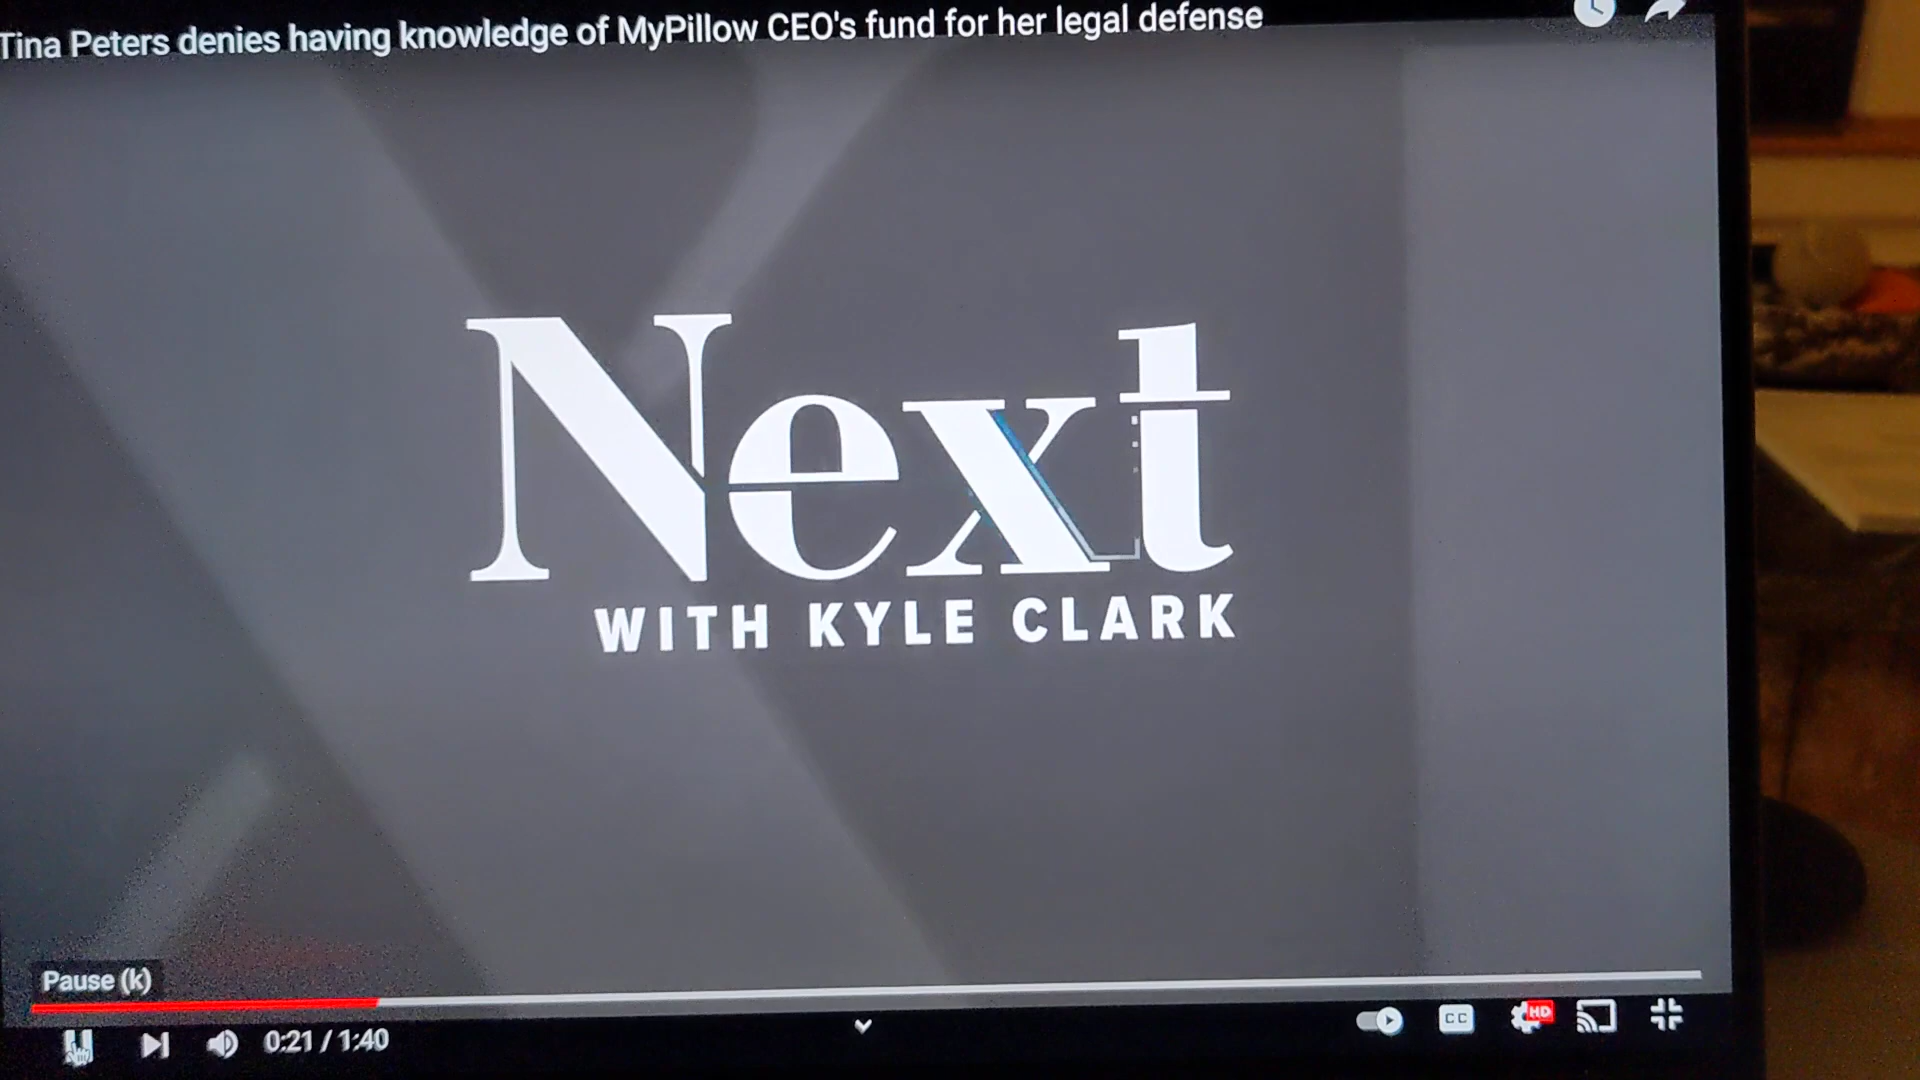 Tina Peters denies having knowledge of MyPillow CEO's fund for her legal defense
Next
WITH KYLE CLARK
Pause (k)
0:21 / 1:40
CC
HD